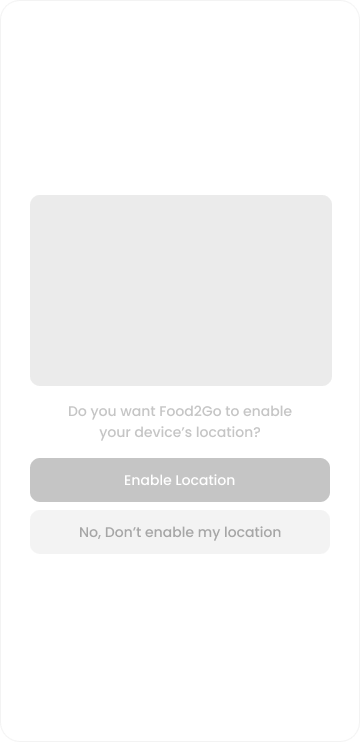 Do you want Food2Go to enable
your device’s location?
Enable Location
No, Don’t enable my location